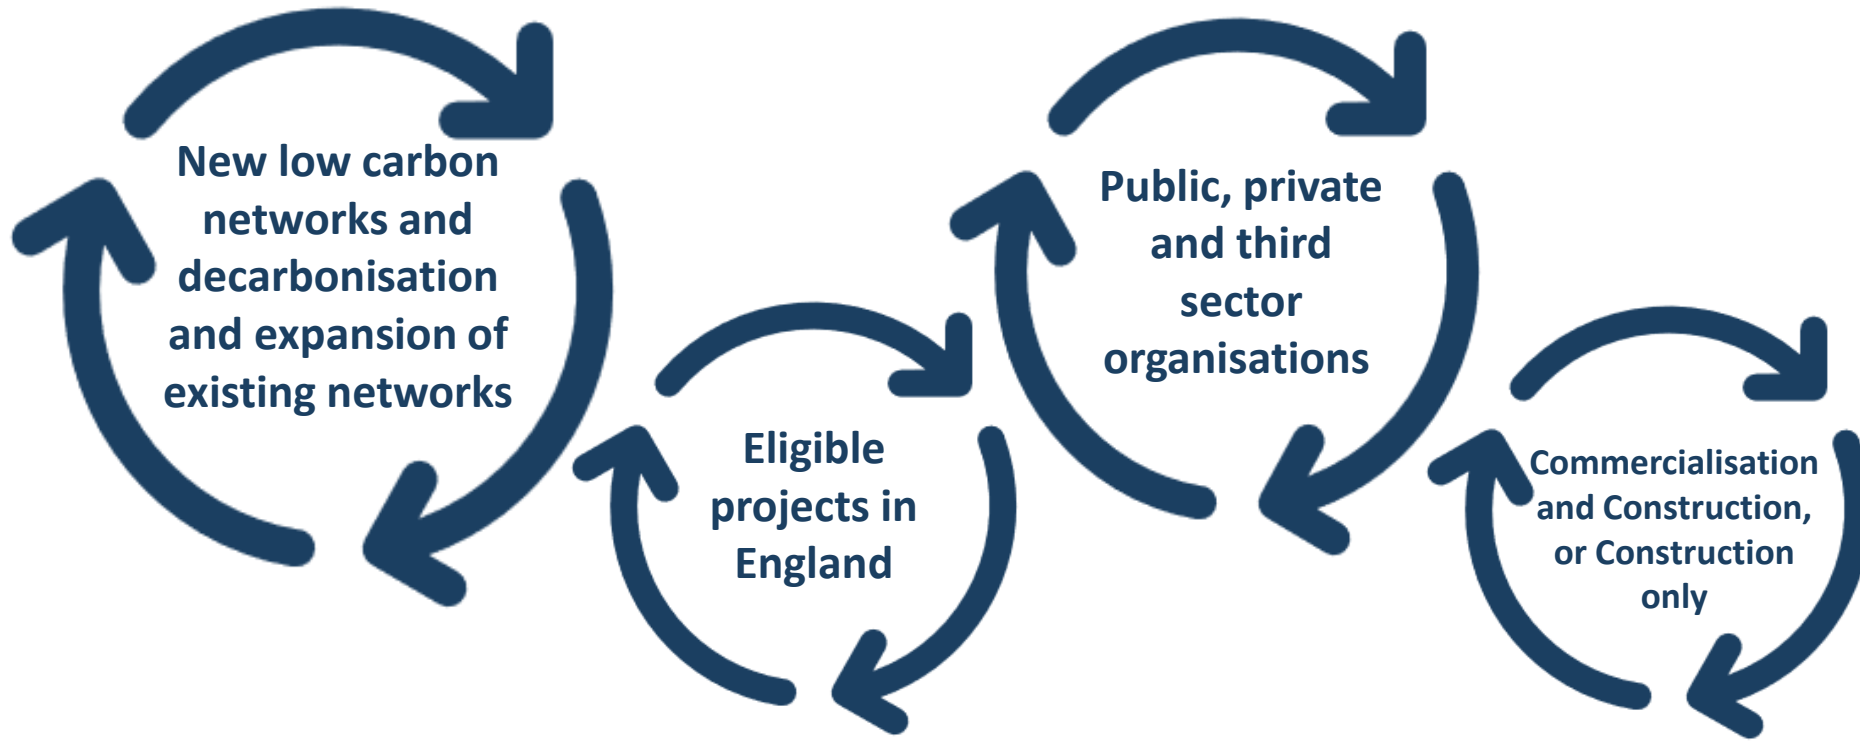 New low carbon
networks and
decarbonisation
and expansion of
existing networks
Eligible
projects in
England
Public, private
and third
sector
organisations
Commercialisation
and Construction,
or Construction
only